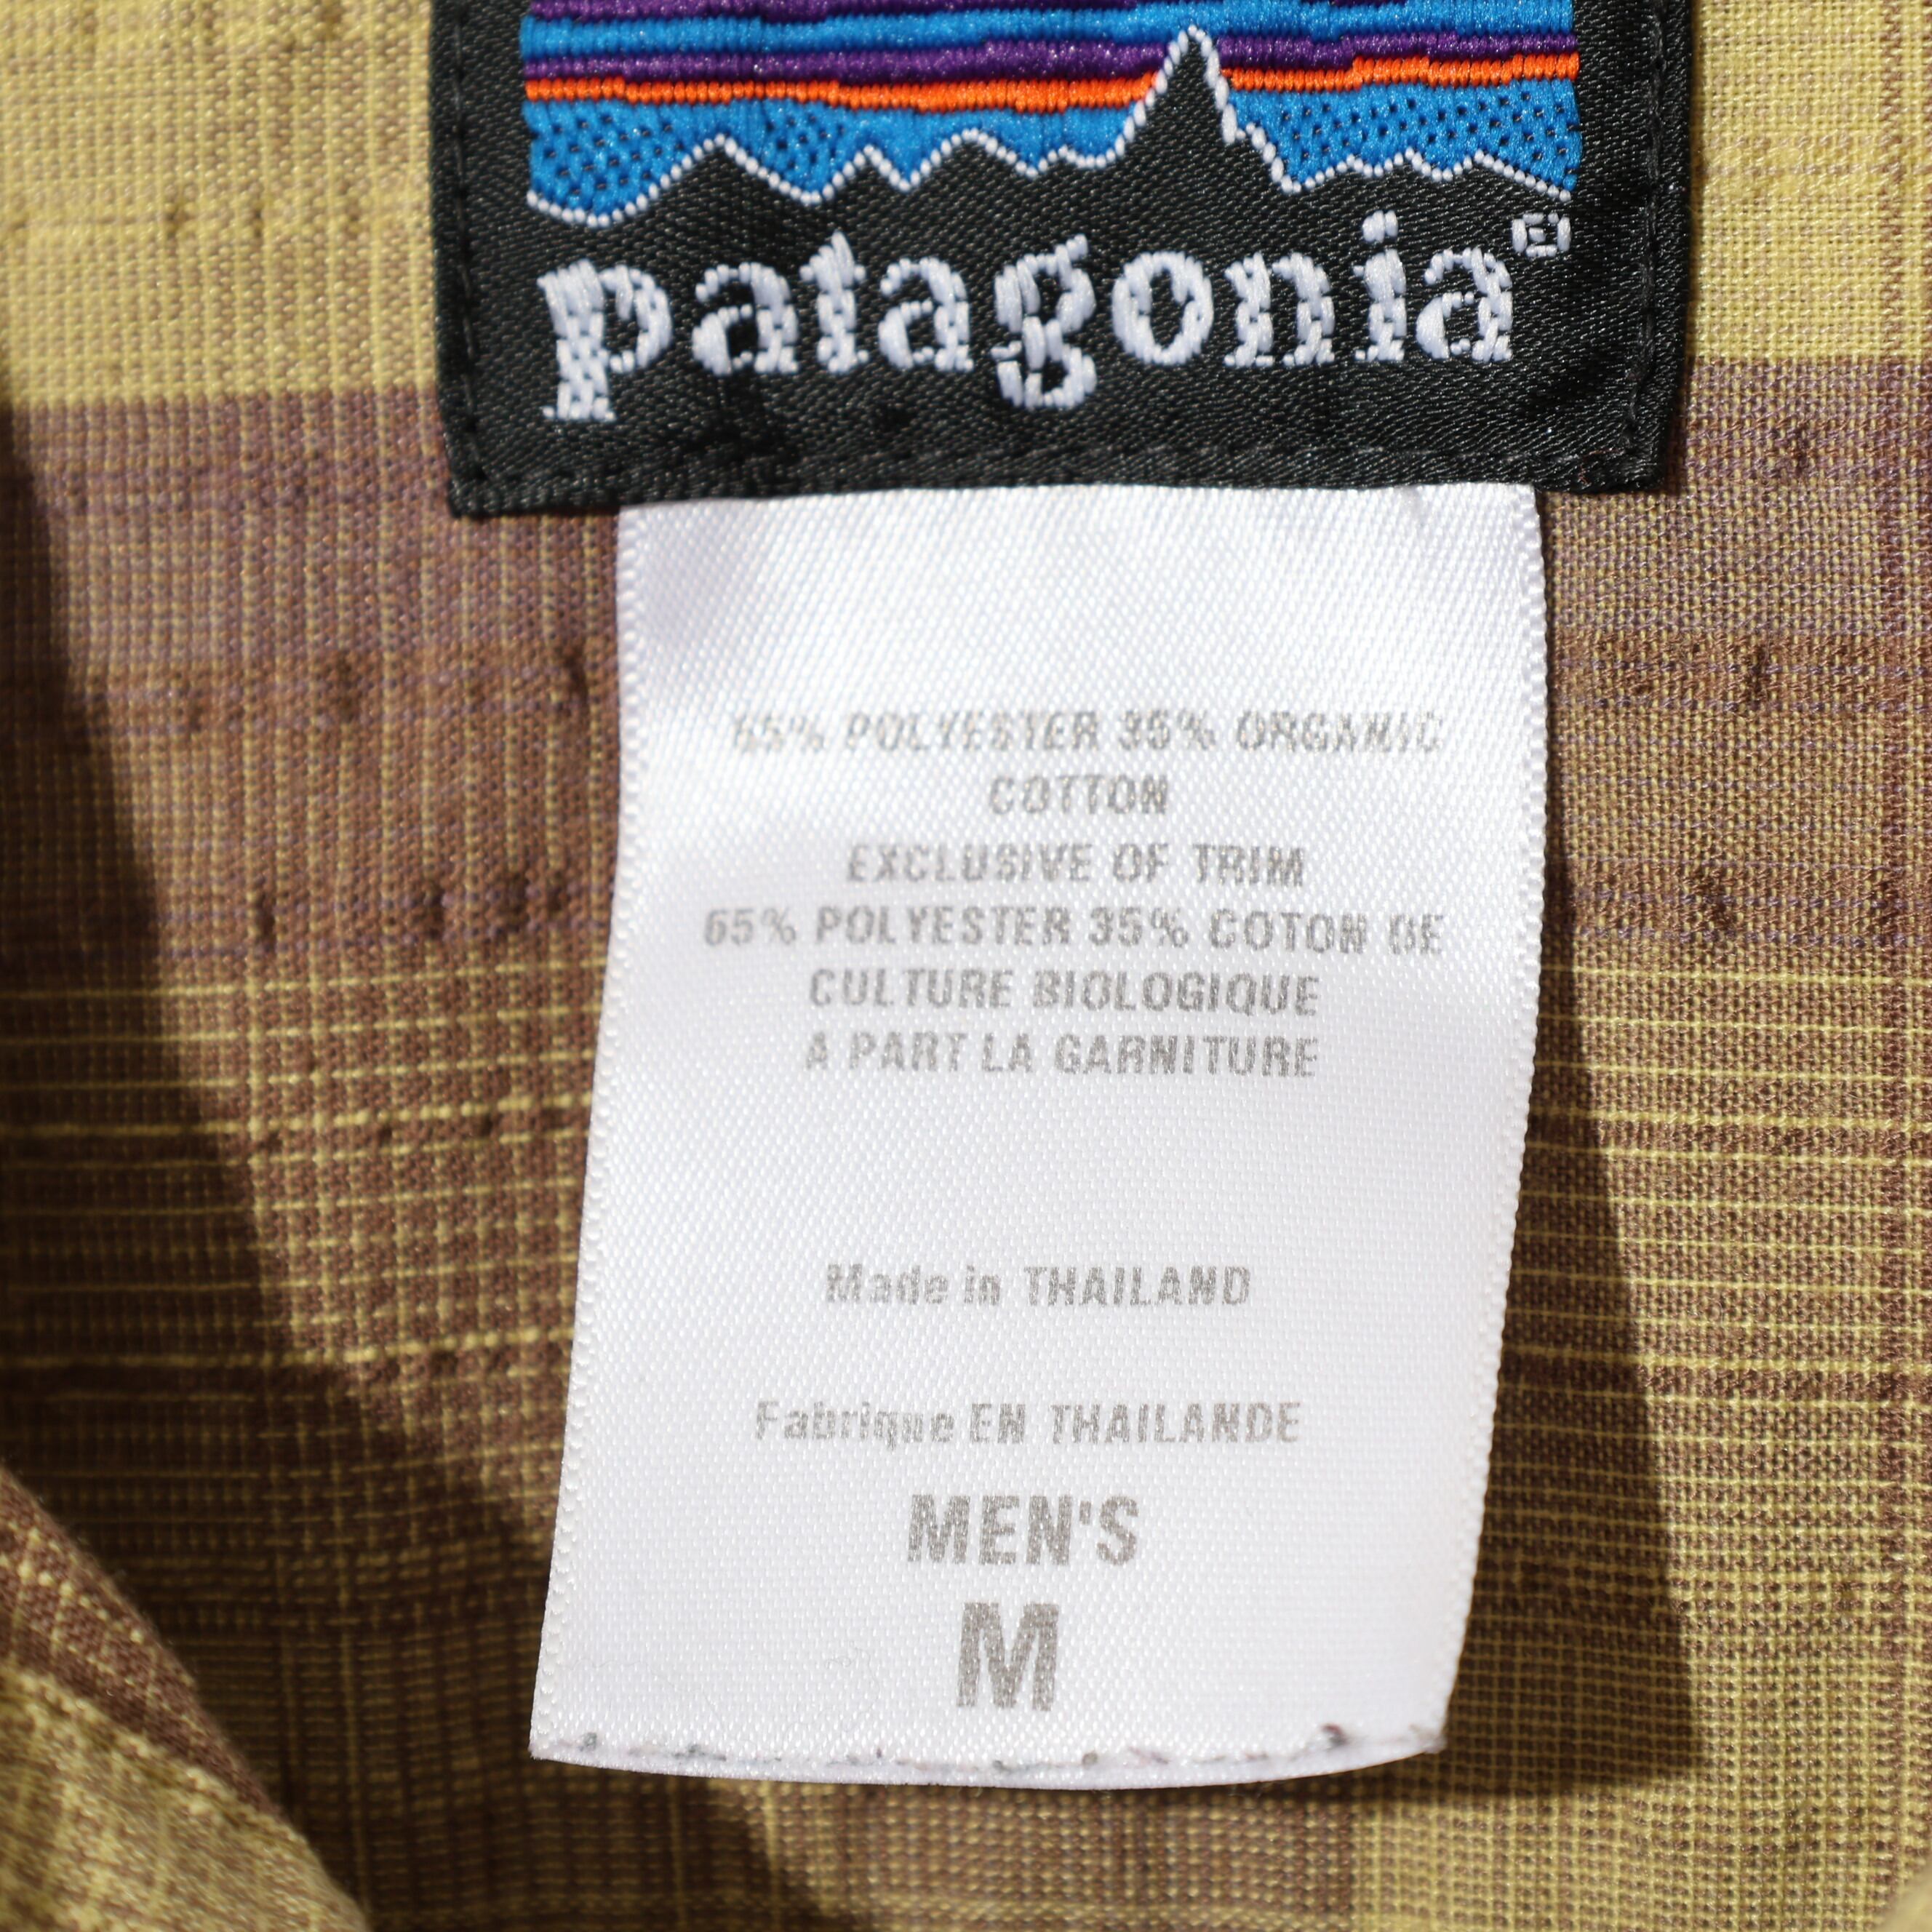 patagonia®
65% POLYESTER 35% ORGANIC
COTTON
EXCLUSIVE OF TRIM
65% POLYESTER 35% COTON DE
CULTURE BIOLOGIQUE
A PART LA GARNITURE
Made in THAILAND
Fabrique EN THAILANDE
MEN'S
M